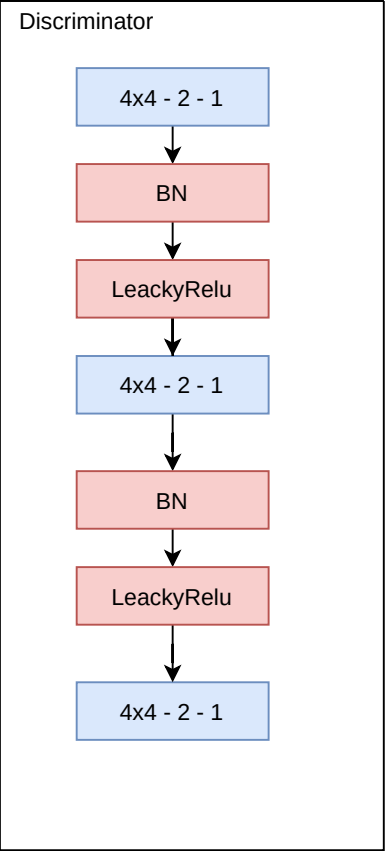 Discriminator
4x4 - 2 - 1
BN
LeackyRelu
4x4 - 2 - 1
BN
LeackyRelu
4x4 - 2 - 1